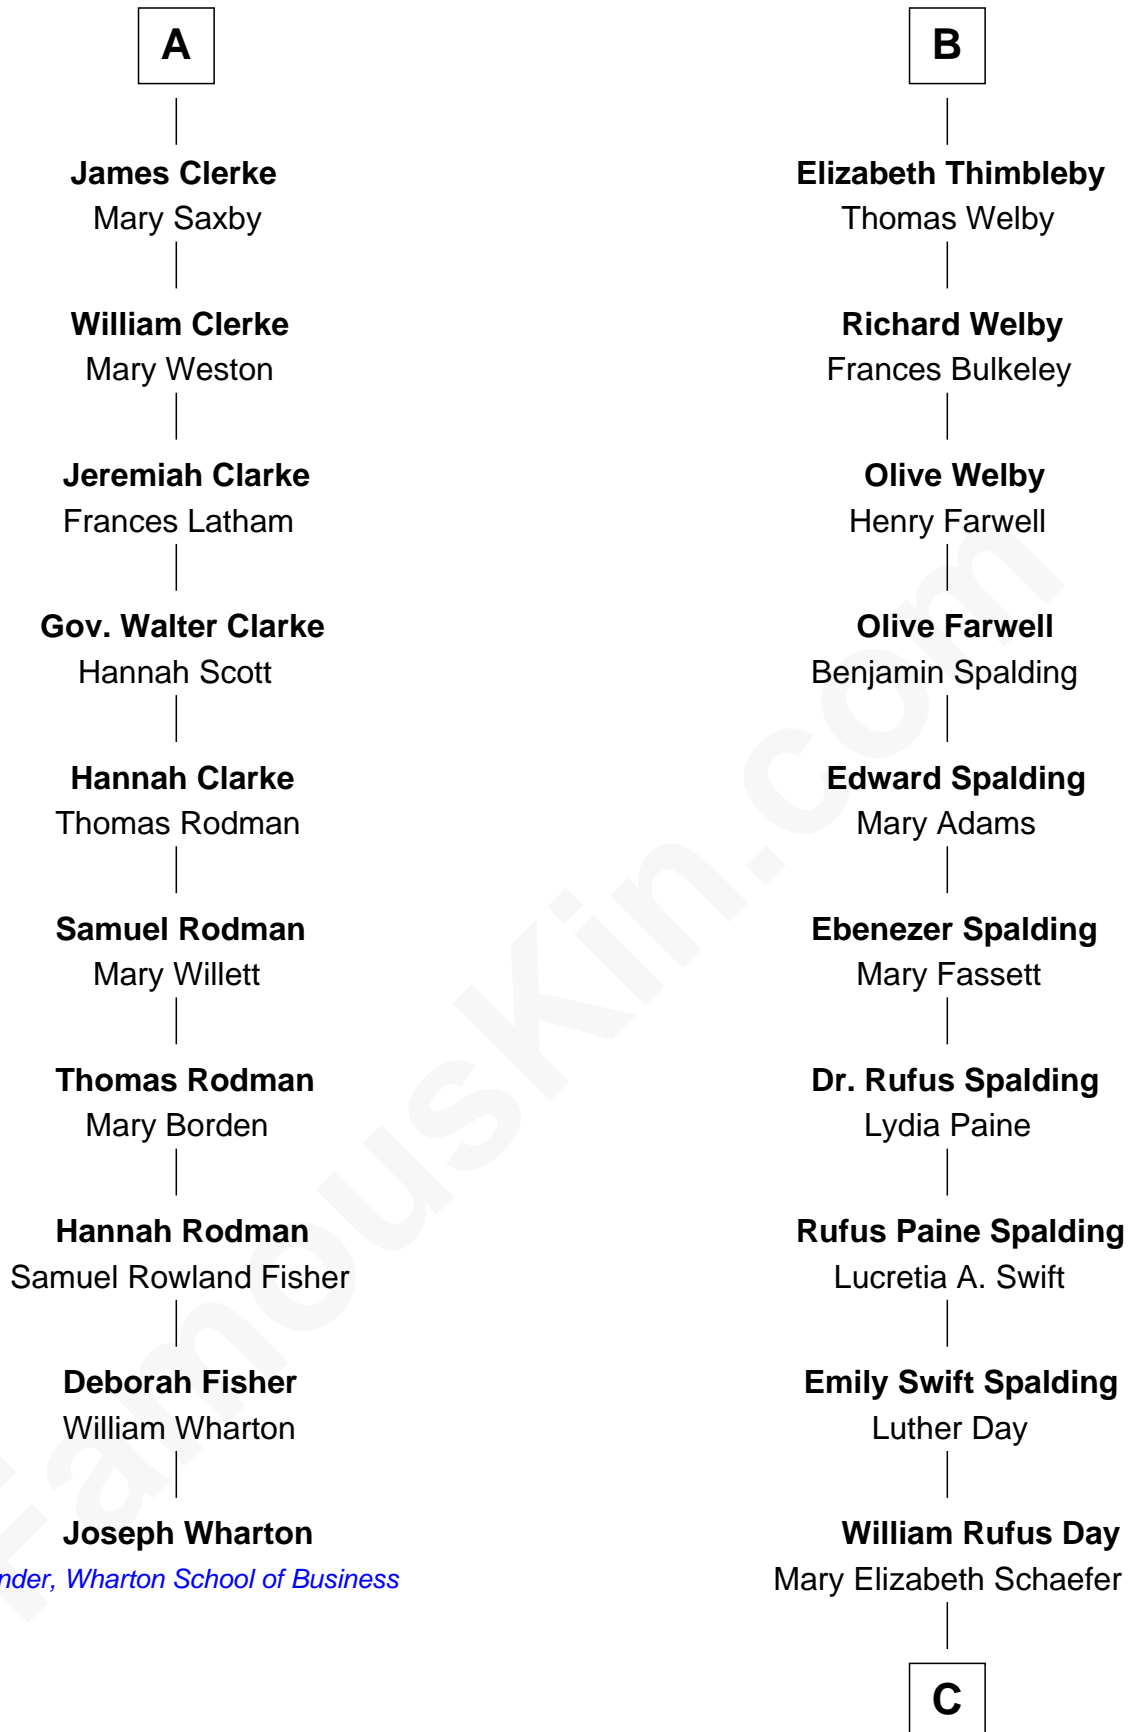 A
James Clerke
Mary Saxby
William Clerke
Mary Weston
Jeremiah Clarke
Frances Latham
Gov. Walter Clarke
Hannah Scott
Hannah Clarke
Thomas Rodman
Samuel Rodman
Mary Willett
Thomas Rodman
Mary Borden
Hannah Rodman
Samuel Rowland Fisher
Deborah Fisher
William Wharton
Joseph Wharton
nder, Wharton School of Business
B
Elizabeth Thimbleby
Thomas Welby
Richard Welby
Frances Bulkeley
Olive Welby
Henry Farwell
Olive Farwell
Benjamin Spalding
Edward Spalding
Mary Adams
Ebenezer Spalding
Mary Fassett
Dr. Rufus Spalding
Lydia Paine
Rufus Paine Spalding
Lucretia A. Swift
Emily Swift Spalding
Luther Day
William Rufus Day
Mary Elizabeth Schaefer
C
FamousKin.com